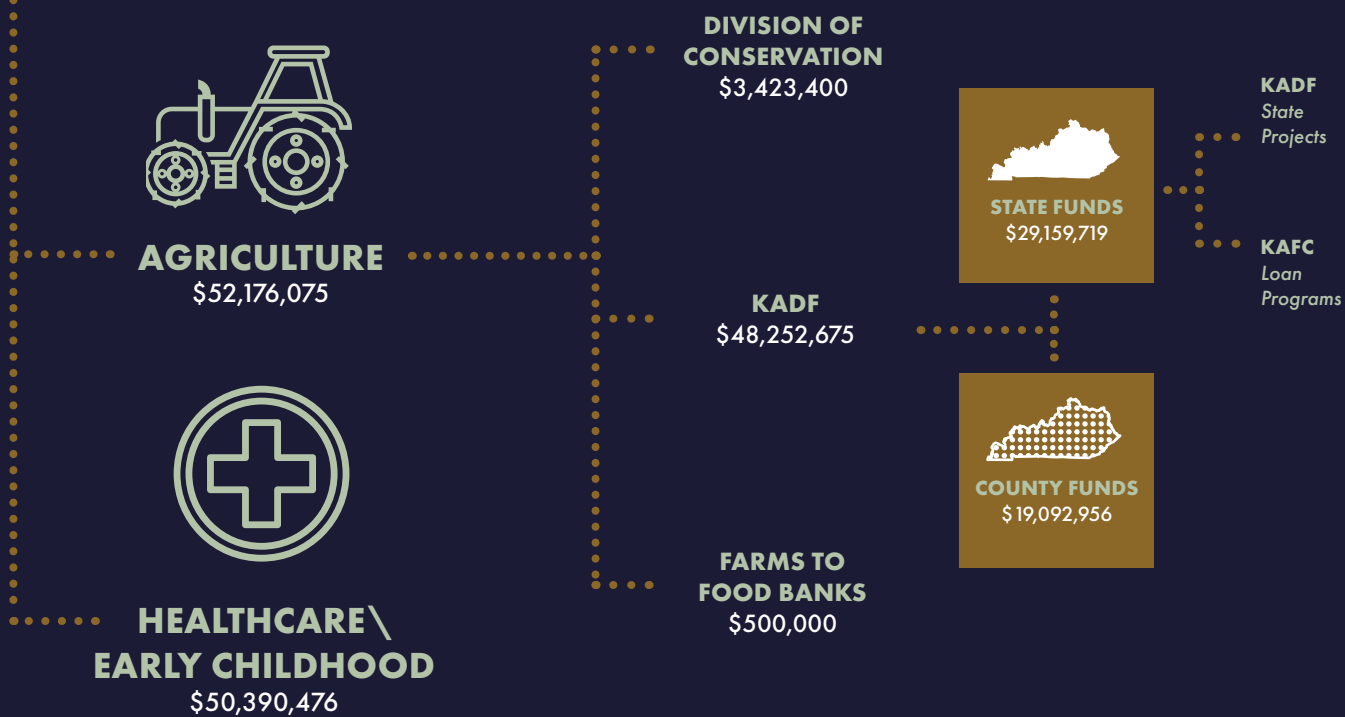 AGRICULTURE
$52,176,075
HEALTHCARE\
EARLY CHILDHOOD
$50,390,476
DIVISION OF
CONSERVATION
$3,423,400
KADF
$48,252,675
FARMS TO
FOOD BANKS
$500,000
STATE FUNDS
$29,159,719
COUNTY FUNDS
$19,092,956
KADF
State
Projects
KAFC
Loan
Programs